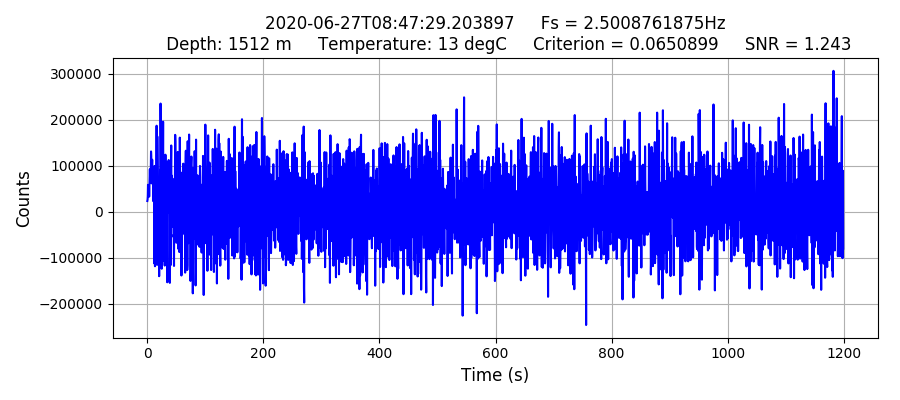 2020-06-27T08:47:29.203897     Fs = 2.5008761875Hz
Depth: 1512 m     Temperature: 13 degC     Criterion = 0.0650899     SNR = 1.243
300000
200000
100000
0
−100000
−200000
Counts
0 200 400 600 800 1000 1200
Time (s)